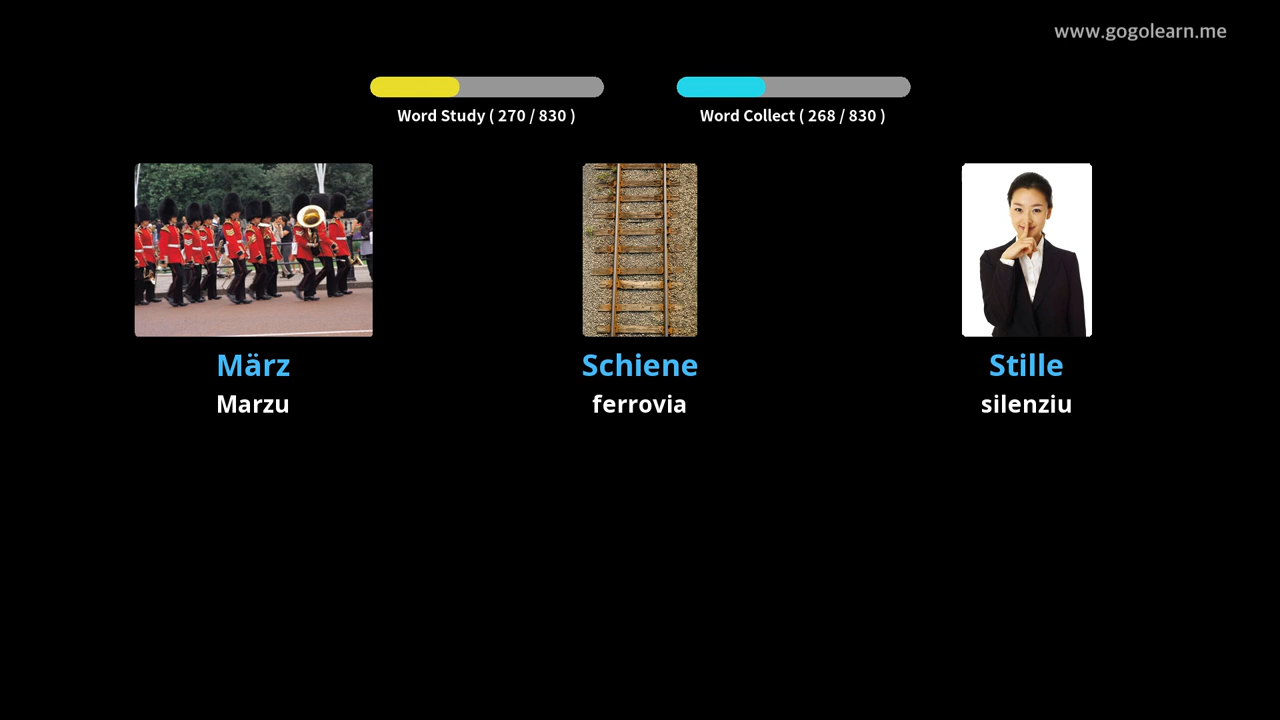 www.gogolearn.me
Word Study ( 270 / 830 )
Word Collect ( 268 / 830 )
März
Schiene
Stille
Marzu
ferrovia
silenziu